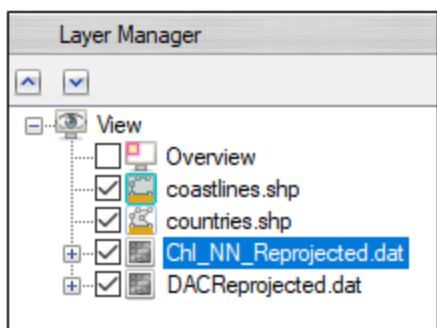 Layer Manager
View
Overview
coastlines.shp
countries.shp
Chl_NN_Reprojected.dat
DACReprojected.dat